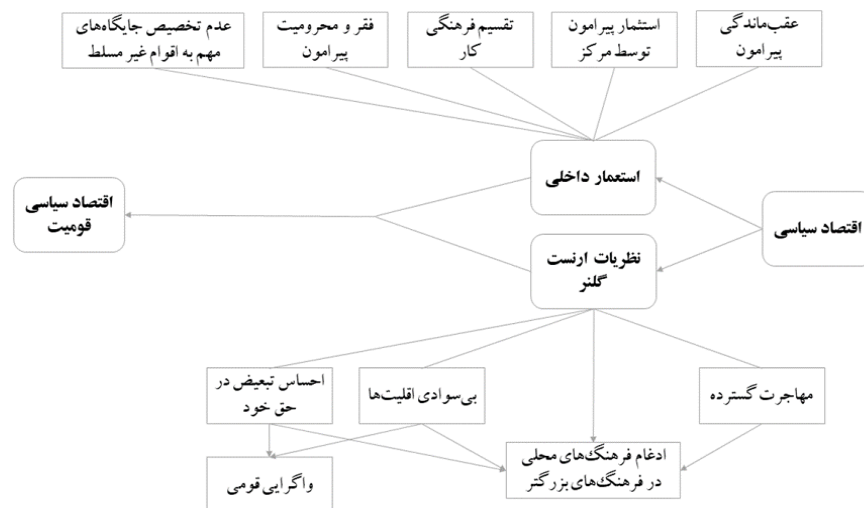 عقب‌ماندگی
پیرامون
استثمار پیرامون
توسط مرکز
تقسیم فرهنگی
کار
فقر و محرومیت
پیرامون
عدم تخصیص جایگاه‌های
مهم به اقوام غیر مسلط
استعمار داخلی
اقتصاد سیاسی
اقتصاد سیاسی
قومیت
نظریات ارنست
گلنر
مهاجرت گسترده
بی‌سوادی اقلیت‌ها
احساس تبعیض در
حق خود
ادغام فرهنگ‌های محلی
در فرهنگ‌های بزرگتر
واگرایی قومی